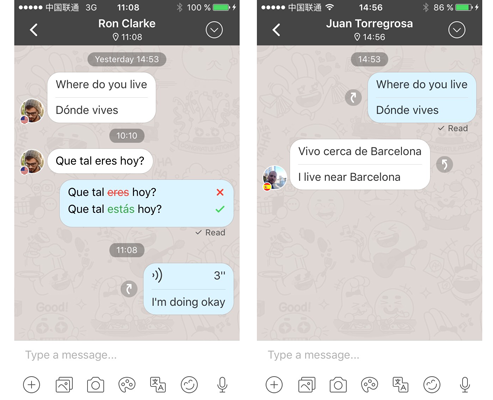 中国联通 3G 11:08 100 %
Ron Clarke
11:08
Yesterday 14:53
Where do you live
Dónde vives
10:10
Que tal eres hoy?
Que tal eres hoy?
Que tal estás hoy?
Read
11:08
3"
I'm doing okay
Good!
Type a message...
中国联通 14:56 86 %
Juan Torregrosa
14:56
14:53
Where do you live
Dónde vives
Read
Vivo cerca de Barcelona
I live near Barcelona
Good!
Type a message...